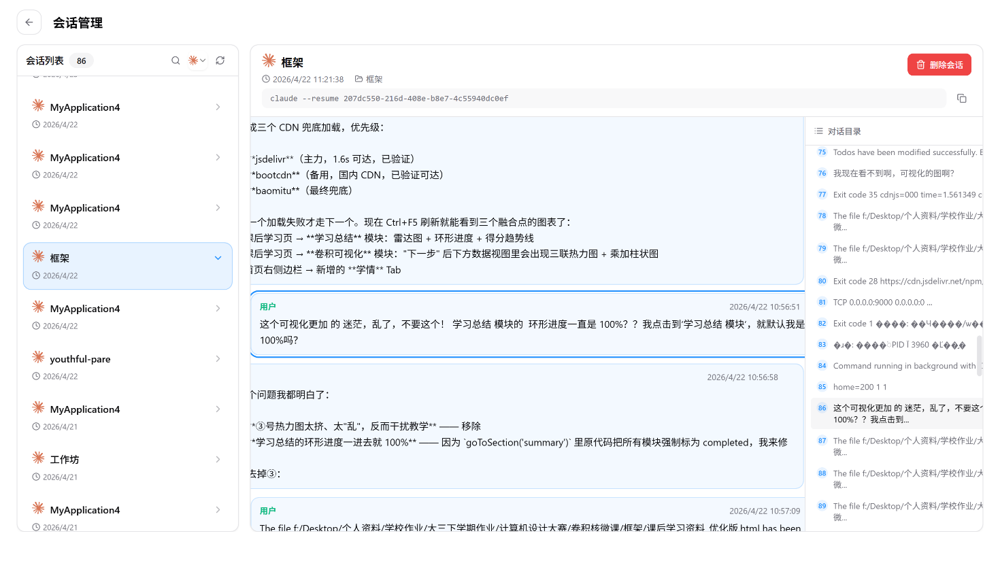 会话管理
会话列表 86
MyApplication4
2026/4/22
MyApplication4
2026/4/22
MyApplication4
2026/4/22
框架
2026/4/22
MyApplication4
2026/4/22
youthful-pare
2026/4/22
MyApplication4
2026/4/21
工作坊
2026/4/21
MyApplication4
2026/4/21
框架
2026/4/22 11:21:38 框架
删除会话
claude --resume 207dc550-216d-408e-b8e7-4c55940dc0ef
成三个 CDN 兜底加载，优先级：
**jsdelivr**（主力，1.6s 可达，已验证）
**bootcdn**（备用，国内 CDN，已验证可达）
**baomitu**（最终兜底）
一个加载失败才走下一个。现在 Ctrl+F5 刷新就能看到三个融合点的图表了：
课后学习页 → **学习总结** 模块：雷达图 + 环形进度 + 得分趋势线
课后学习页 → **卷积可视化** 模块："下一步" 后下方数据视图里会出现三联热力图 + 乘加柱状图
首页右侧边栏 → 新增的 **学情** Tab
用户 2026/4/22 10:56:51
这个可视化更加 的 迷茫，乱了，不要这个！ 学习总结 模块的  环形进度一直是 100%？？我点击到‘学习总结 模块’，就默认我是
100%吗？
2026/4/22 10:56:58
个问题我都明白了：
**③号热力图太挤、太"乱"，反而干扰教学** —— 移除
**学习总结的环形进度一进去就 100%** —— 因为 `goToSection('summary')` 里原代码把所有模块强制标为 completed，我来修
去掉③：
用户 2026/4/22 10:57:09
The file f:/Desktop/个人资料/学校作业/大三下学期作业/计算机设计大赛/卷积核微课/框架/课后学习资料_优化版.html has been
对话目录
75 Todos have been modified successfully. E
76 我现在看不到啊，可视化的图啊？
77 Exit code 35 cdnjs=000 time=1.561349 c
78 The file f:/Desktop/个人资料/学校作业/大
微...
79 The file f:/Desktop/个人资料/学校作业/大
微...
80 Exit code 28 https://cdn.jsdelivr.net/npm,
81 TCP 0.0.0.0:9000 0.0.0.0:0 ...
82 Exit code 1 ����: ��Ч����/w��
83 �ɹ�: ����PID Ϊ 3960 �Ľ��̡�
84 Command running in background with
85 home=200 1 1
86 这个可视化更加 的 迷茫，乱了，不要这个
100%？？我点击到...
87 The file f:/Desktop/个人资料/学校作业/大
微...
88 The file f:/Desktop/个人资料/学校作业/大
微...
89 The file f:/Desktop/个人资料/学校作业/大
微...